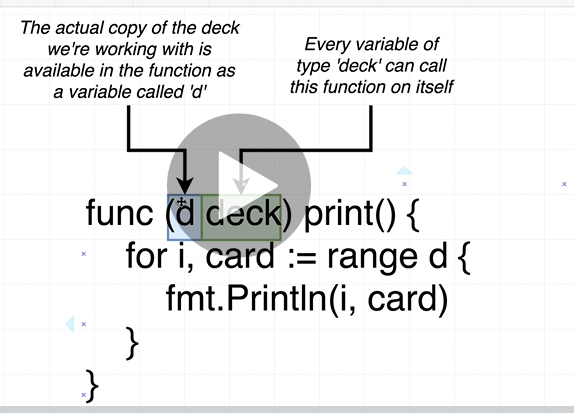 The actual copy of the deck
we're working with is
available in the function as
a variable called 'd'
Every variable of
type 'deck' can call
this function on itself
func (d deck) print() {
for i, card := range d {
fmt.Println(i, card)
}
}